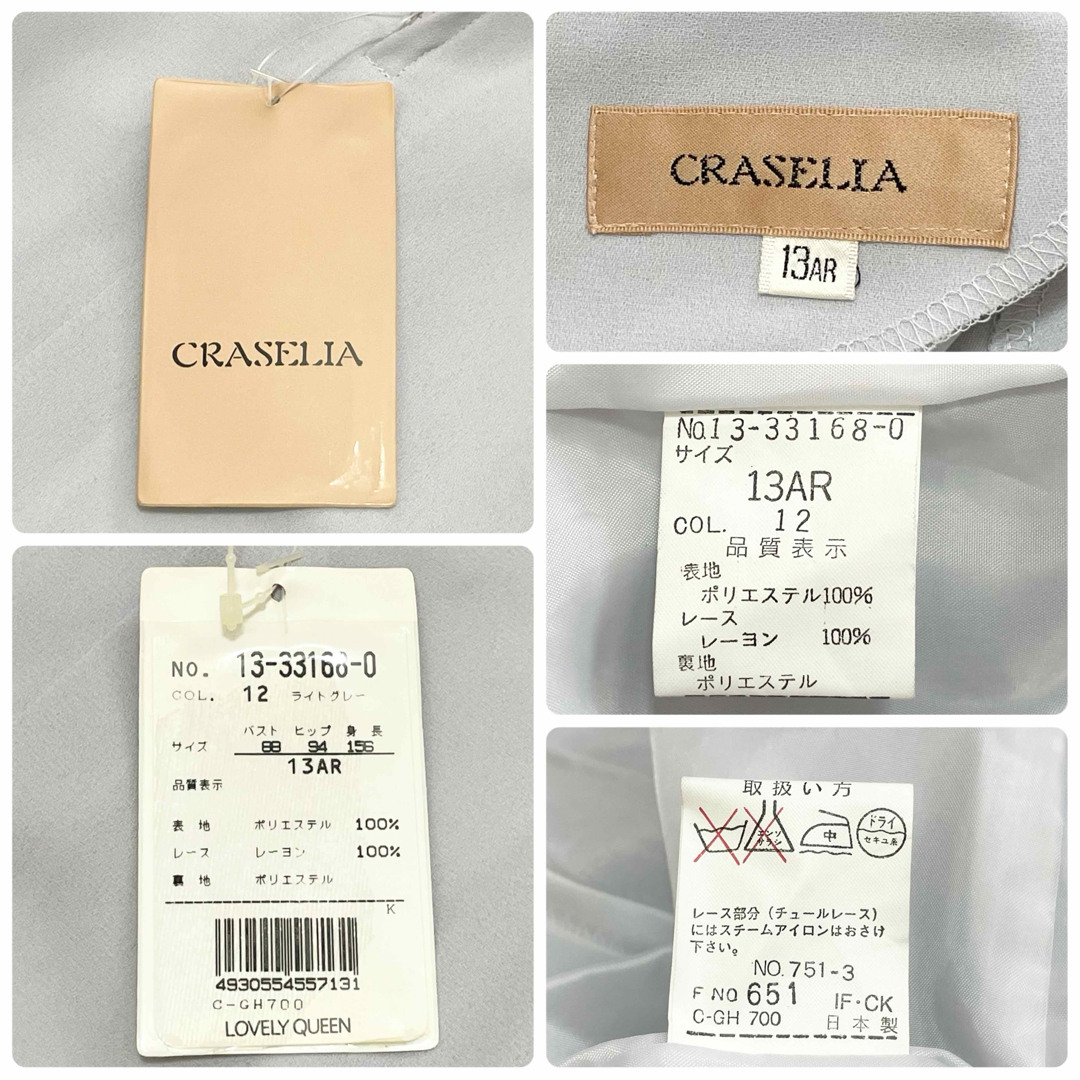 CRASELIA
CRASELIA
13AR
No.13-33168-0
サイズ
13AR
COL. 12
品質表示
表地
ポリエステル100%
レース
レーヨン 100%
裏地
ポリエステル
NO. 13-33168-0
COL. 12 ライトグレー
バスト ヒップ 身長
サイズ 88 94 156
13AR
品質表示
表地 ポリエステル 100%
レース レーヨン 100%
裏地 ポリエステル
K
4930554557131
C-GH700
LOVELY QUEEN
取扱い方
エンソ サラシ 中 ドライ セキユ系
レース部分(チュールレース)
にはスチームアイロンはおさけ
下さい。
NO.751-3
F NO 651 IF・CK
C-GH 700 日本製